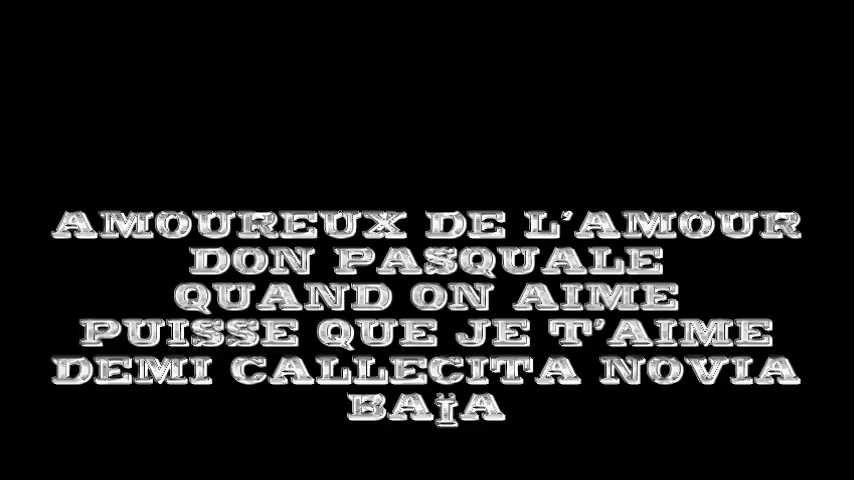 AMOUREUX DE L'AMOUR
DON PASQUALE
QUAND ON AIME
PUISSE QUE JE T'AIME
DEMI CALLECITA NOVIA
BAÏA